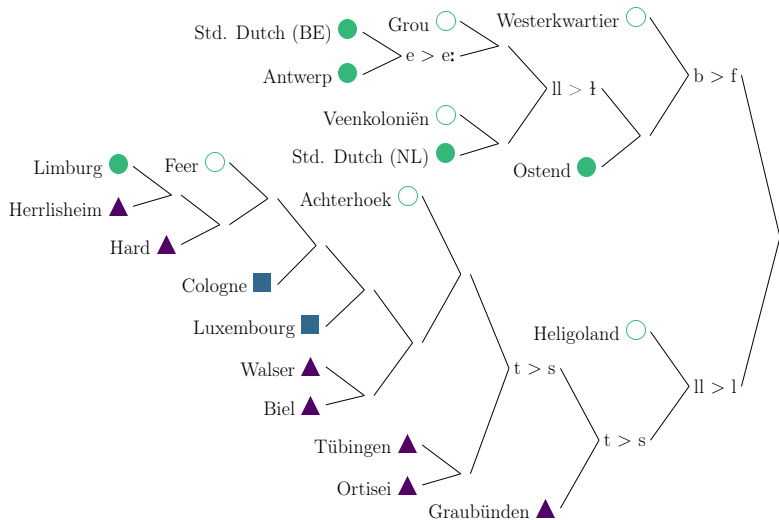 Std. Dutch (BE)
Grou
Westerkwartier
e > eː
Antwerp
b > f
ll > ɫ
Veenkoloniën
Std. Dutch (NL)
Limburg
Feer
Ostend
Achterhoek
Herrlisheim
Hard
Cologne
Luxembourg
Heligoland
Walser
t > s
ll > l
Biel
Tübingen
t > s
Ortisei
Graubünden